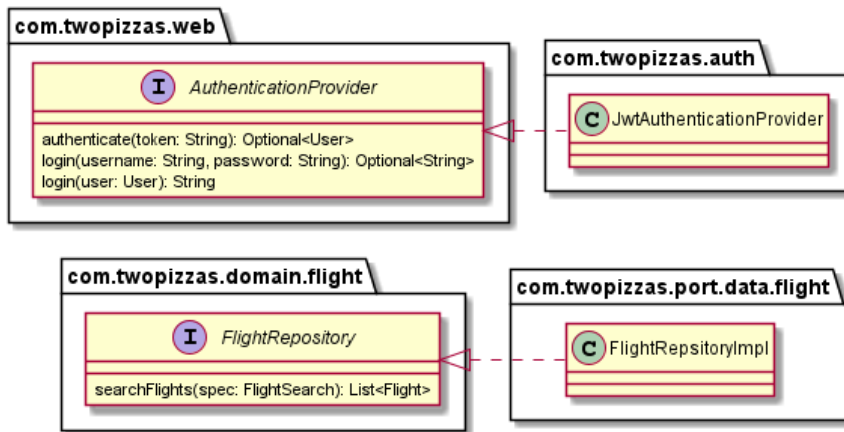 com.twopizzas.web
I AuthenticationProvider
authenticate(token: String): Optional<User>
login(username: String, password: String): Optional<String>
login(user: User): String
com.twopizzas.auth
C JwtAuthenticationProvider
com.twopizzas.domain.flight
I FlightRepository
searchFlights(spec: FlightSearch): List<Flight>
com.twopizzas.port.data.flight
C FlightRepsitoryImpl